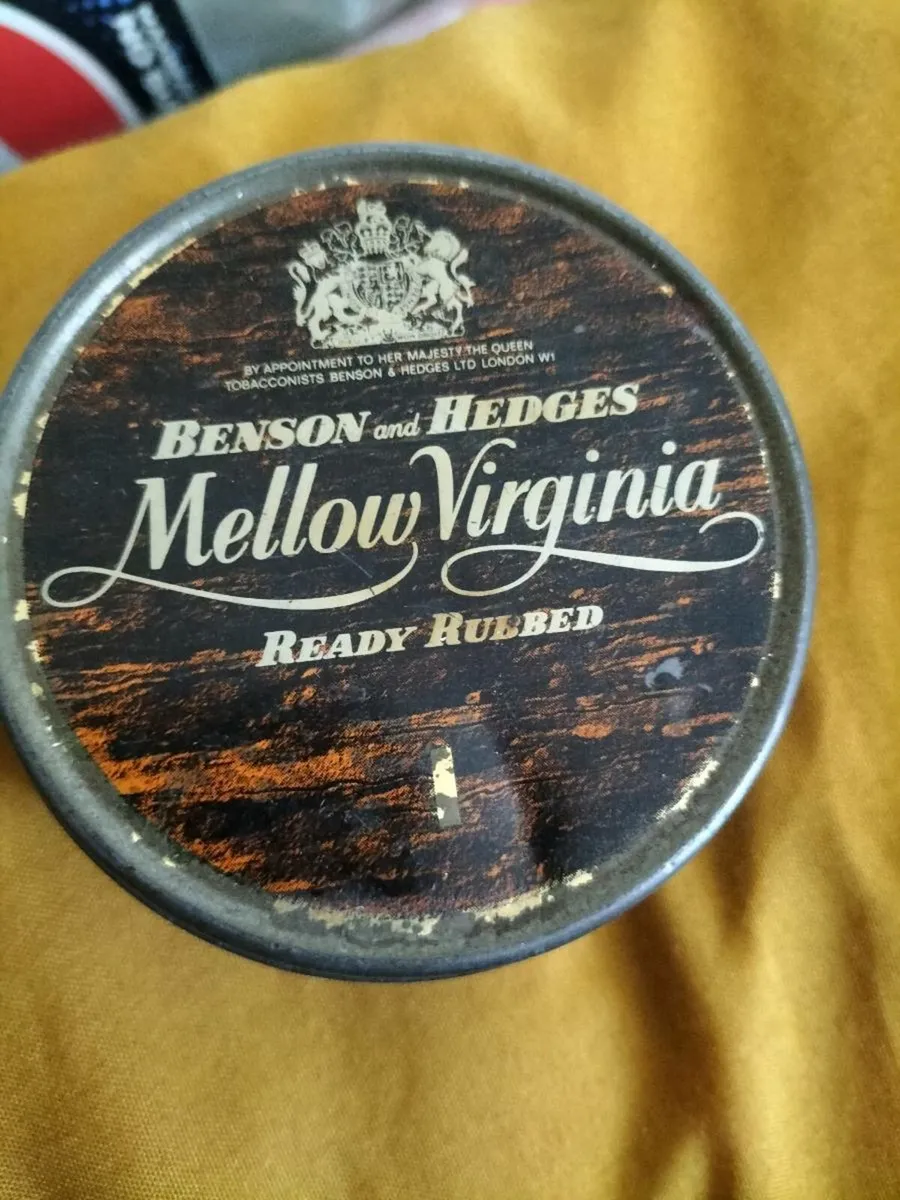 BY APPOINTMENT TO HER MAJESTY THE QUEEN
TOBACCONISTS BENSON & HEDGES LTD LONDON W1
BENSON and HEDGES
Mellow Virginia
READY RUBBED